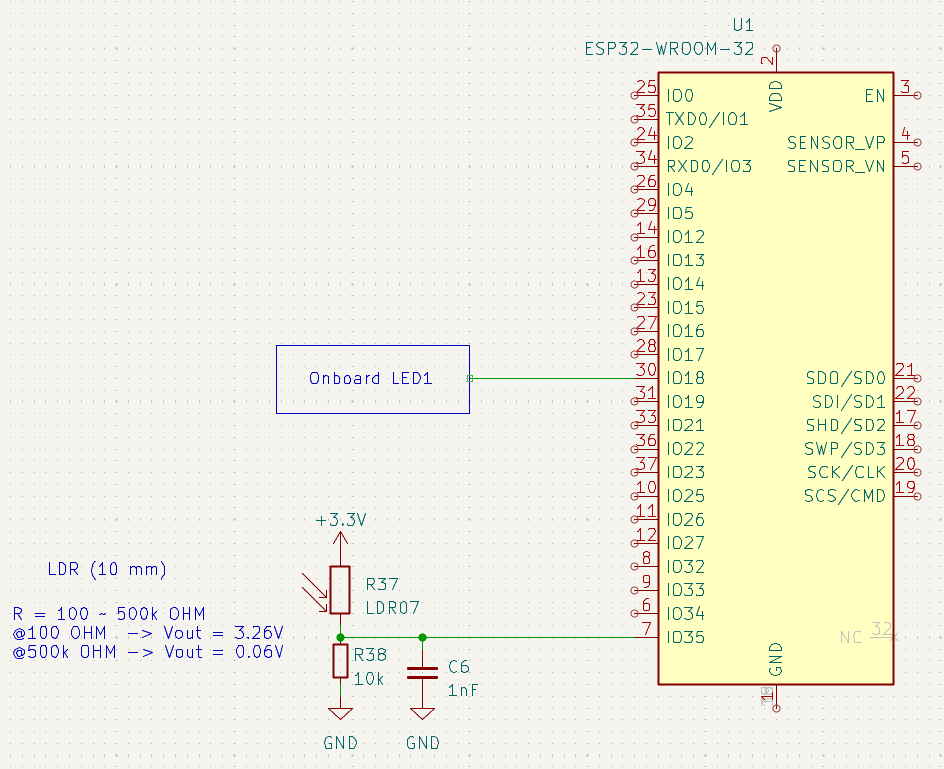 U1
ESP32-WROOM-32
2
VDD
25 IO0
35 TXD0/IO1
24 IO2
34 RXD0/IO3
26 IO4
29 IO5
14 IO12
16 IO13
13 IO14
23 IO15
27 IO16
28 IO17
30 IO18
31 IO19
33 IO21
36 IO22
37 IO23
10 IO25
11 IO26
12 IO27
8 IO32
9 IO33
6 IO34
7 IO35
EN 3
SENSOR_VP 4
SENSOR_VN 5
SDO/SD0 21
SDI/SD1 22
SHD/SD2 17
SWP/SD3 18
SCK/CLK 20
SCS/CMD 19
NC 32
GND
Onboard LED1
+3.3V
LDR (10 mm)
R37
LDR07
R = 100 ~ 500k OHM
@100 OHM -> Vout = 3.26V
@500k OHM -> Vout = 0.06V
R38
10k
C6
1nF
GND
GND